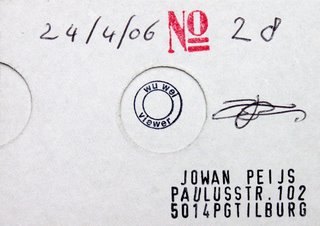 24/4/06 No 28
wu wei
viewer
JOWAN PEIJS
PAULUSSTR.102
5014PGTILBURG